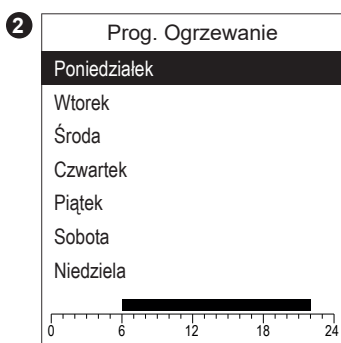 2
Prog. Ogrzewanie
Poniedziałek
Wtorek
Środa
Czwartek
Piątek
Sobota
Niedziela
0 6 12 18 24